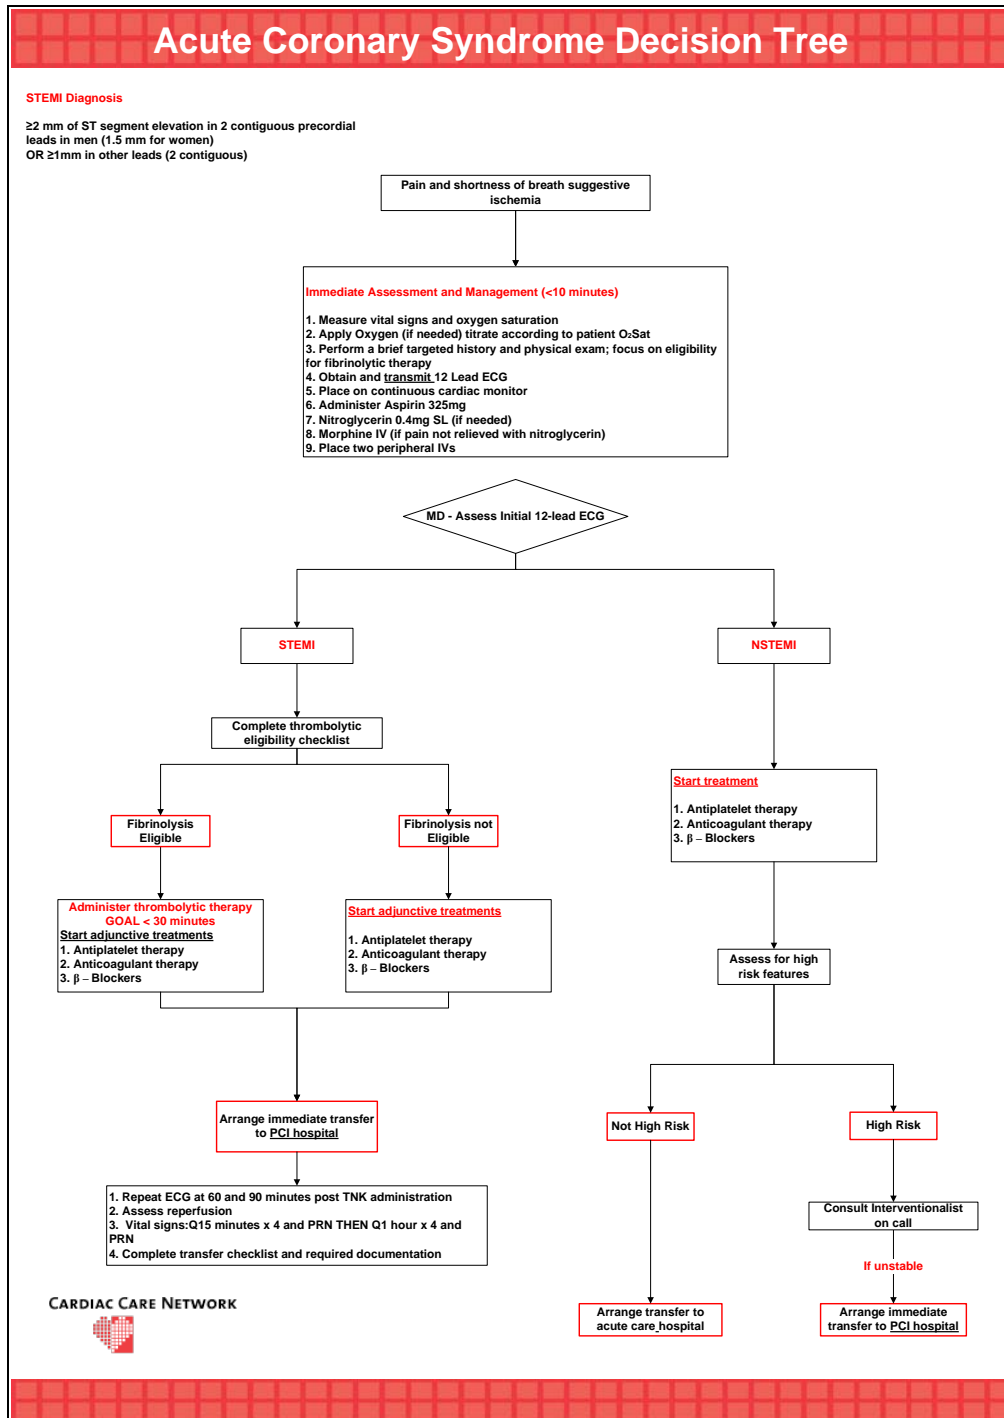 Acute Coronary Syndrome Decision Tree
STEMI Diagnosis
≥2 mm of ST segment elevation in 2 contiguous precordial
leads in men (1.5 mm for women)
OR ≥1mm in other leads (2 contiguous)
Pain and shortness of breath suggestive
ischemia
Immediate Assessment and Management (<10 minutes)
1. Measure vital signs and oxygen saturation
2. Apply Oxygen (if needed) titrate according to patient O₂Sat
3. Perform a brief targeted history and physical exam; focus on eligibility
for fibrinolytic therapy
4. Obtain and transmit 12 Lead ECG
5. Place on continuous cardiac monitor
6. Administer Aspirin 325mg
7. Nitroglycerin 0.4mg SL (if needed)
8. Morphine IV (if pain not relieved with nitroglycerin)
9. Place two peripheral IVs
MD - Assess Initial 12-lead ECG
STEMI
NSTEMI
Complete thrombolytic
eligibility checklist
Fibrinolysis
Eligible
Fibrinolysis not
Eligible
Administer thrombolytic therapy
GOAL < 30 minutes
Start adjunctive treatments
1. Antiplatelet therapy
2. Anticoagulant therapy
3. β – Blockers
Start adjunctive treatments
1. Antiplatelet therapy
2. Anticoagulant therapy
3. β – Blockers
Start treatment
1. Antiplatelet therapy
2. Anticoagulant therapy
3. β – Blockers
Assess for high
risk features
Arrange immediate transfer
to PCI hospital
Not High Risk
High Risk
1. Repeat ECG at 60 and 90 minutes post TNK administration
2. Assess reperfusion
3. Vital signs:Q15 minutes x 4 and PRN THEN Q1 hour x 4 and
PRN
4. Complete transfer checklist and required documentation
Consult Interventionalist
on call
If unstable
Arrange transfer to
acute care hospital
Arrange immediate
transfer to PCI hospital
CARDIAC CARE NETWORK